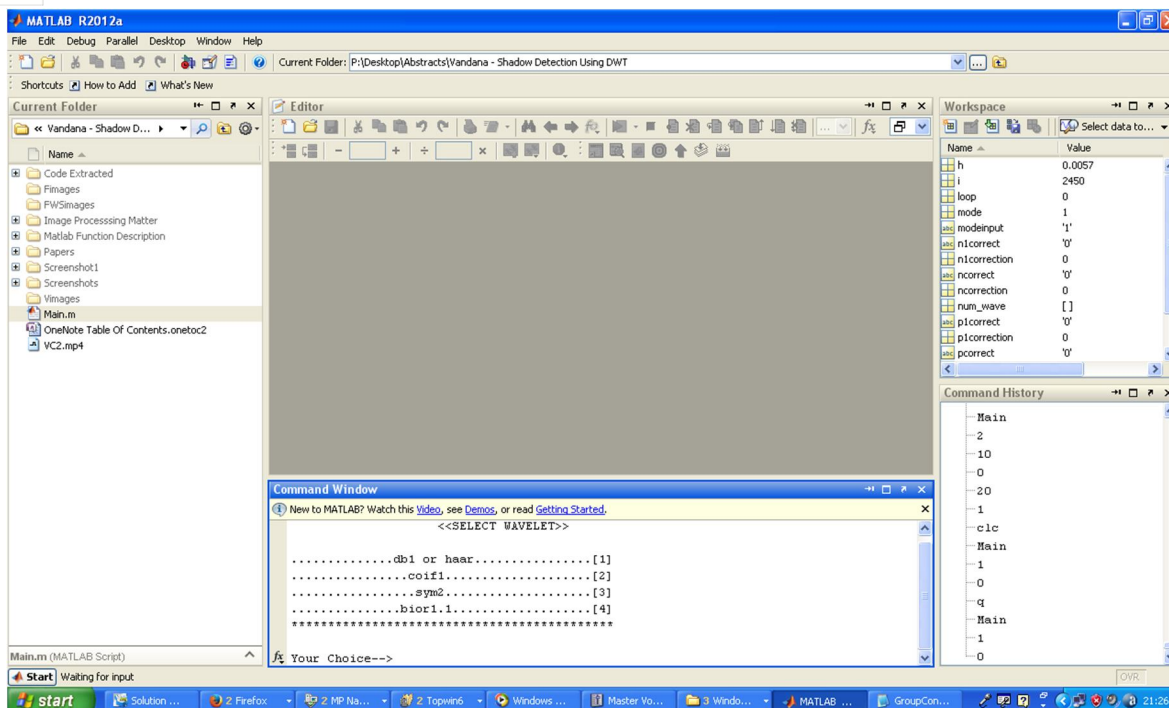 MATLAB R2012a
File Edit Debug Parallel Desktop Window Help
Current Folder: P:\Desktop\Abstracts\Vandana - Shadow Detection Using DWT
Shortcuts How to Add What's New
Current Folder
« Vandana - Shadow D...
Name
Code Extracted
Fimages
FWSimages
Image Processsing Matter
Matlab Function Description
Papers
Screenshot1
Screenshots
Vimages
Main.m
OneNote Table Of Contents.onetoc2
VC2.mp4
Main.m (MATLAB Script)
Editor
Command Window
New to MATLAB? Watch this Video, see Demos, or read Getting Started.
<<SELECT WAVELET>>
..............db1 or haar................[1]
................coif1....................[2]
.................sym2....................[3]
...............bior1.1...................[4]
********************************************
fx Your Choice-->
Workspace
Select data to...
Name Value
h 0.0057
i 2450
loop 0
mode 1
modeinput '1'
n1correct '0'
n1correction 0
ncorrect '0'
ncorrection 0
num_wave [ ]
p1correct '0'
p1correction 0
pcorrect '0'
Command History
Main
2
10
0
20
1
clc
Main
1
0
q
Main
1
0
Start Waiting for input
OVR
start Solution ... 2 Firefox 2 MP Na... 2 Topwin6 Windows ... Master Vo... 3 Windo... MATLAB ... GroupCon... 21:26